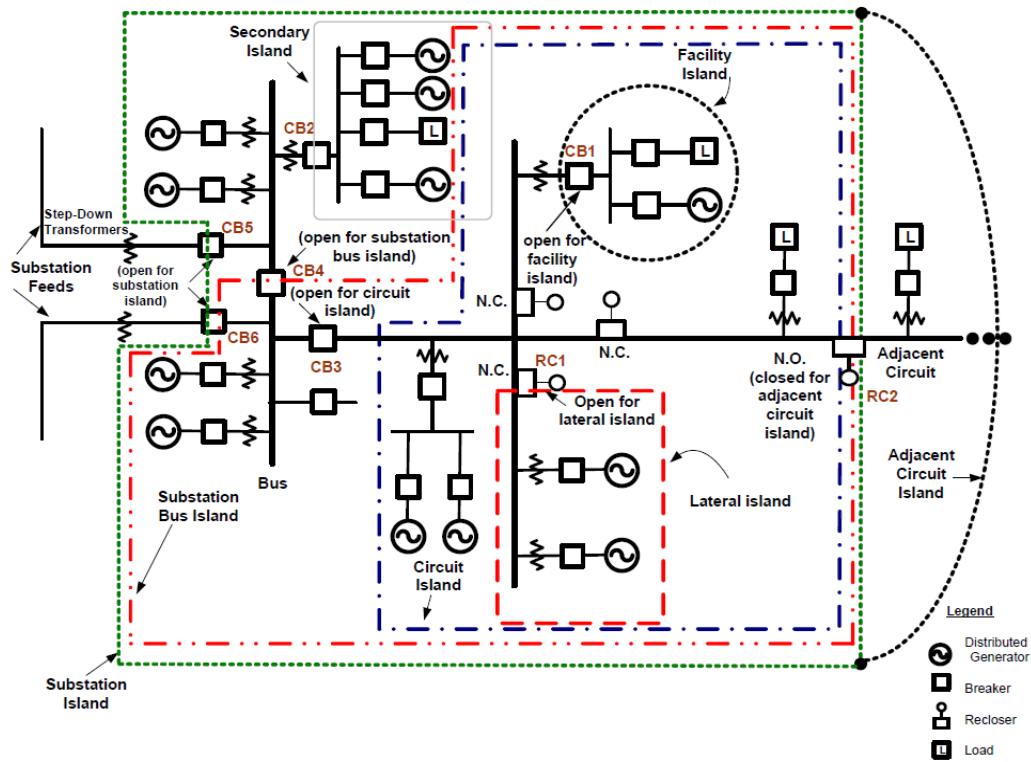 Secondary
Island
Facility
Island
CB2
CB1
L
L
Step-Down
Transformers
CB5
(open for substation
bus island)
open for
facility
island)
L
L
Substation
Feeds
(open for
substation
island)
CB4
(open for circuit
island)
N.C.
CB6
CB3
N.C.
N.C.
RC1
N.O.
(closed for
adjacent
circuit
island)
Adjacent
Circuit
RC2
Open for
lateral island
Bus
Adjacent
Circuit
Island
Substation
Bus Island
Lateral island
Circuit
Island
Substation
Island
Legend
Distributed
Generator
Breaker
Recloser
L
Load